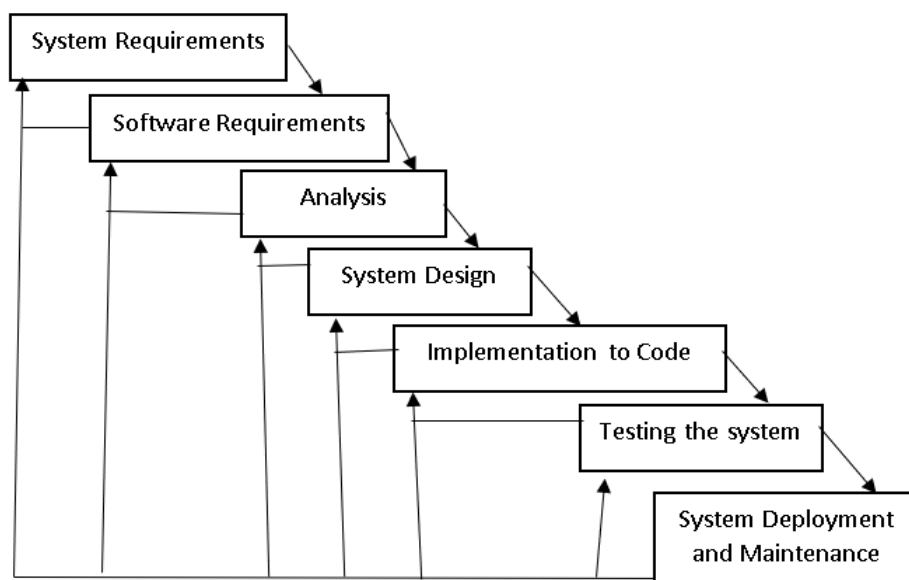 System Requirements
Software Requirements
Analysis
System Design
Implementation to Code
Testing the system
System Deployment
and Maintenance